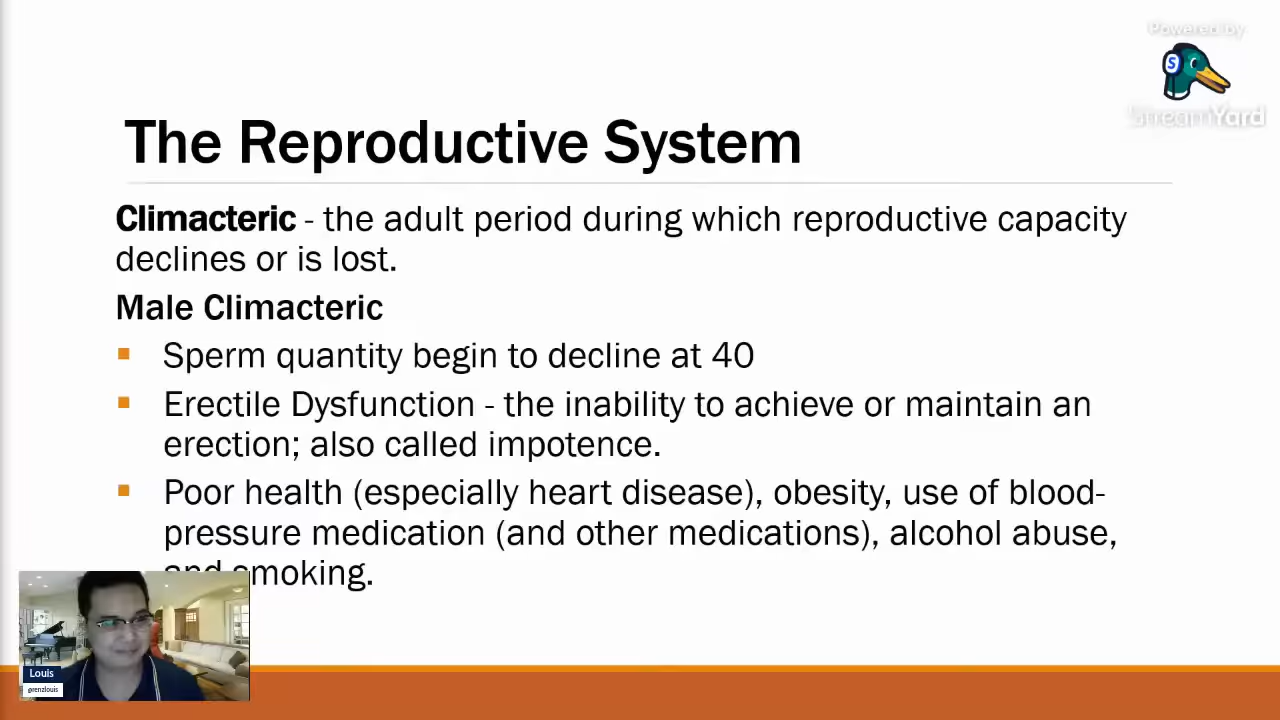 Powered by
StreamYard
The Reproductive System
Climacteric - the adult period during which reproductive capacity
declines or is lost.
Male Climacteric
Sperm quantity begin to decline at 40
Erectile Dysfunction - the inability to achieve or maintain an
erection; also called impotence.
Poor health (especially heart disease), obesity, use of blood-
pressure medication (and other medications), alcohol abuse,
and smoking.
Louis
@renzlouis